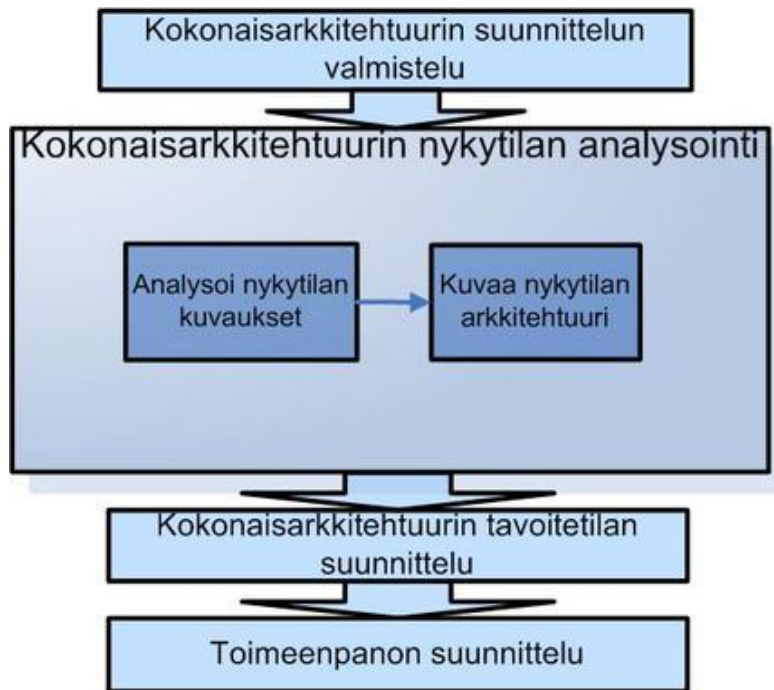 Kokonaisarkkitehtuurin suunnittelun
valmistelu
Kokonaisarkkitehtuurin nykytilan analysointi
Analysoi nykytilan
kuvaukset
Kuvaa nykytilan
arkkitehtuuri
Kokonaisarkkitehtuurin tavoitetilan
suunnittelu
Toimeenpanon suunnittelu